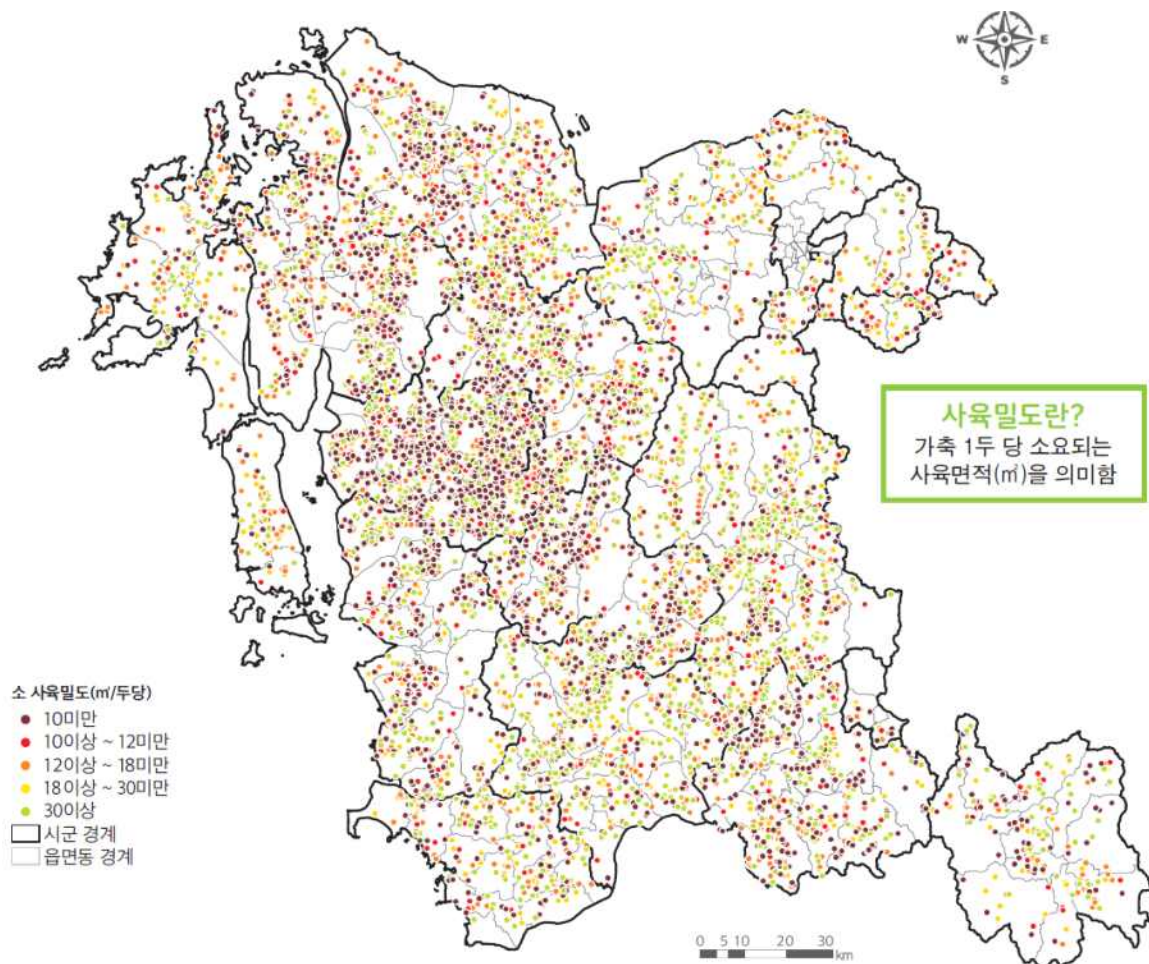 N
W E
S
사육밀도란?
가축 1두 당 소요되는
사육면적(㎡)을 의미함
소 사육밀도(㎡/두당)
10미만
10이상 ~ 12미만
12이상 ~ 18미만
18이상 ~ 30미만
30이상
시군 경계
읍면동 경계
0 5 10 20 30
km